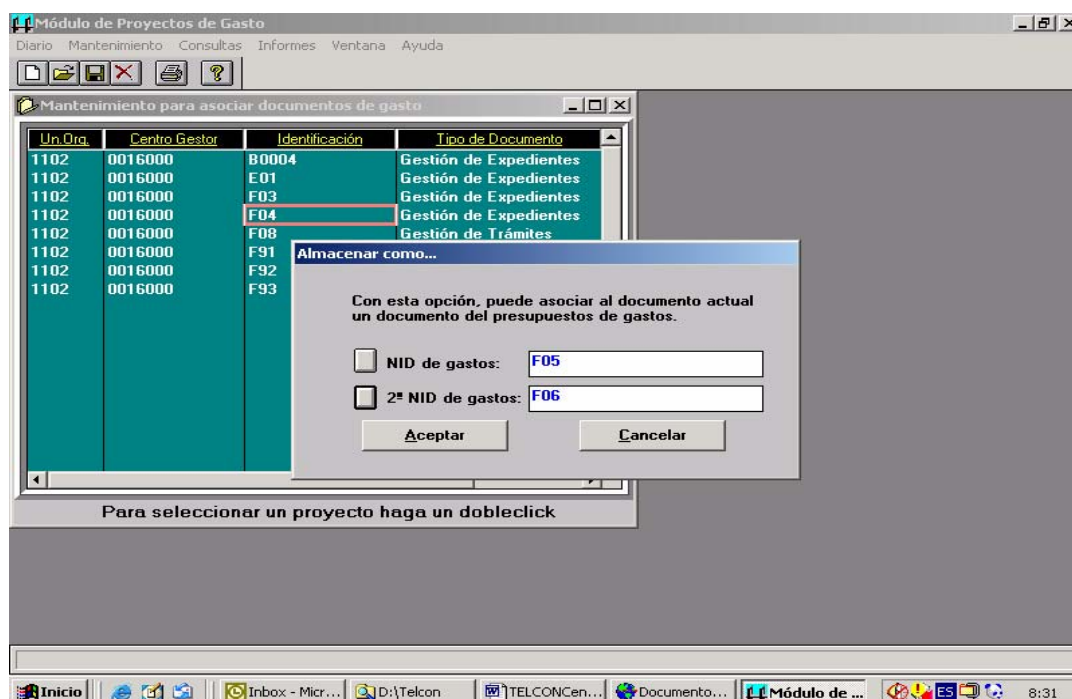 Módulo de Proyectos de Gasto
Diario Mantenimiento Consultas Informes Ventana Ayuda
Mantenimiento para asociar documentos de gasto
Un.Org. Centro Gestor Identificación Tipo de Documento
1102 0016000 B0004 Gestión de Expedientes
1102 0016000 E01 Gestión de Expedientes
1102 0016000 F03 Gestión de Expedientes
1102 0016000 F04 Gestión de Expedientes
1102 0016000 F08 Gestión de Trámites
1102 0016000 F91
1102 0016000 F92
1102 0016000 F93
Almacenar como...
Con esta opción, puede asociar al documento actual
un documento del presupuestos de gastos.
NID de gastos: F05
2º NID de gastos: F06
Aceptar Cancelar
Para seleccionar un proyecto haga un dobleclick
Inicio Inbox - Micr... D:\Telcon TELCONCen... Documento... Módulo de ... ES 8:31